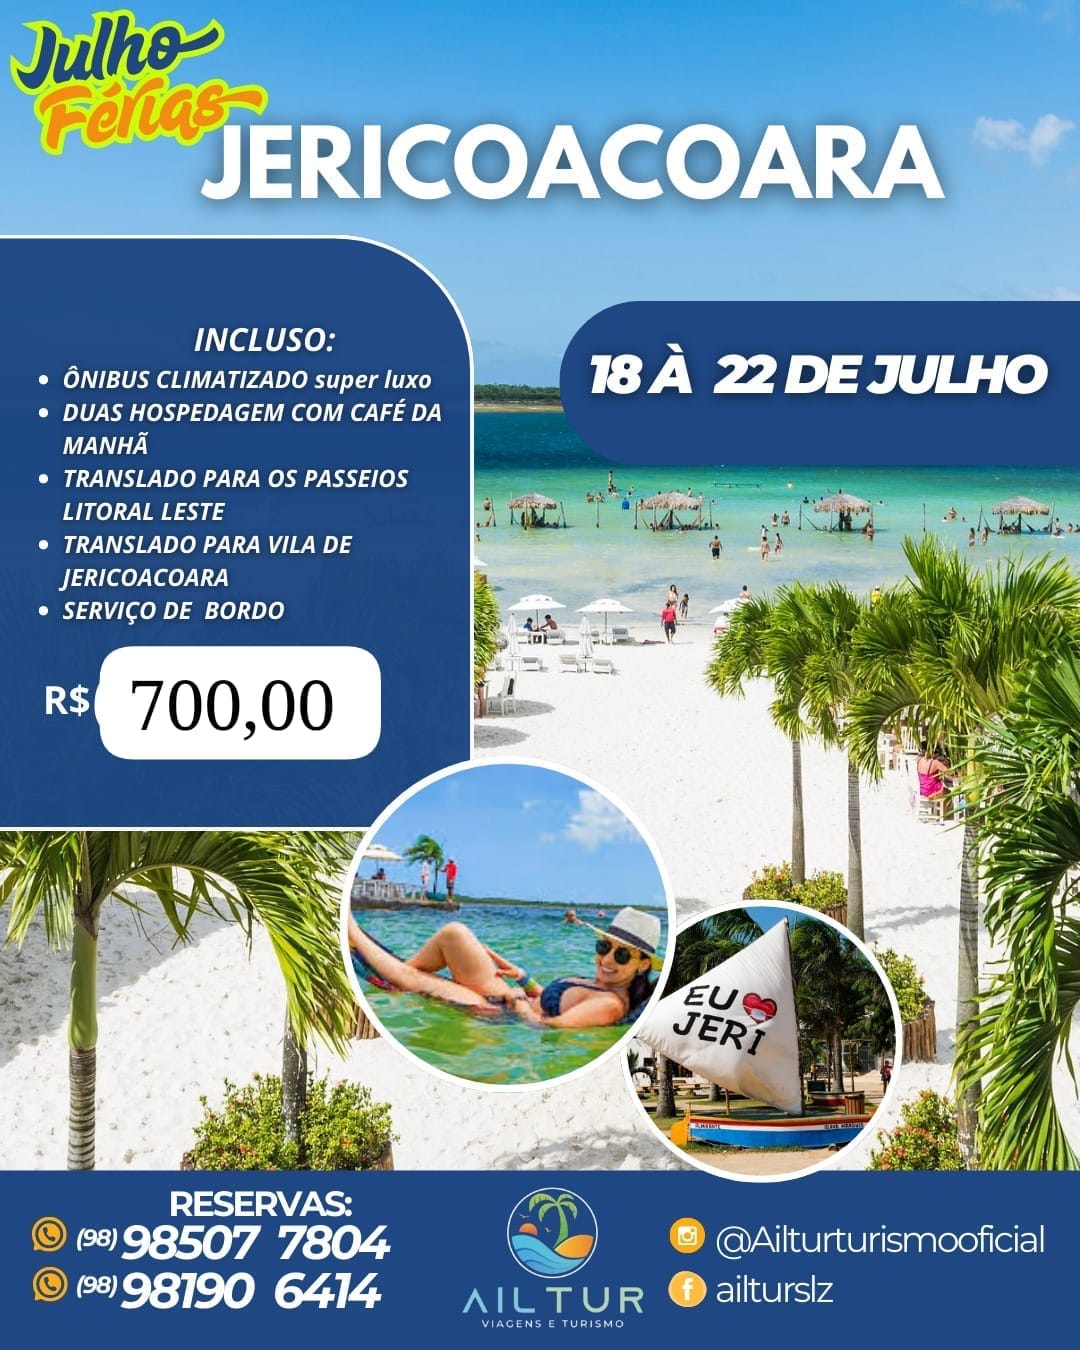 Julho
Férias
JERICOACOARA
INCLUSO:
• ÔNIBUS CLIMATIZADO super luxo
• DUAS HOSPEDAGEM COM CAFÉ DA
MANHÃ
• TRANSLADO PARA OS PASSEIOS
LITORAL LESTE
• TRANSLADO PARA VILA DE
JERICOACOARA
• SERVIÇO DE BORDO
R$ 700,00
18 À 22 DE JULHO
EU
JERI
RESERVAS:
(98) 98507 7804
(98) 98190 6414
AILTUR
VIAGENS E TURISMO
@Ailturturismooficial
ailturslz